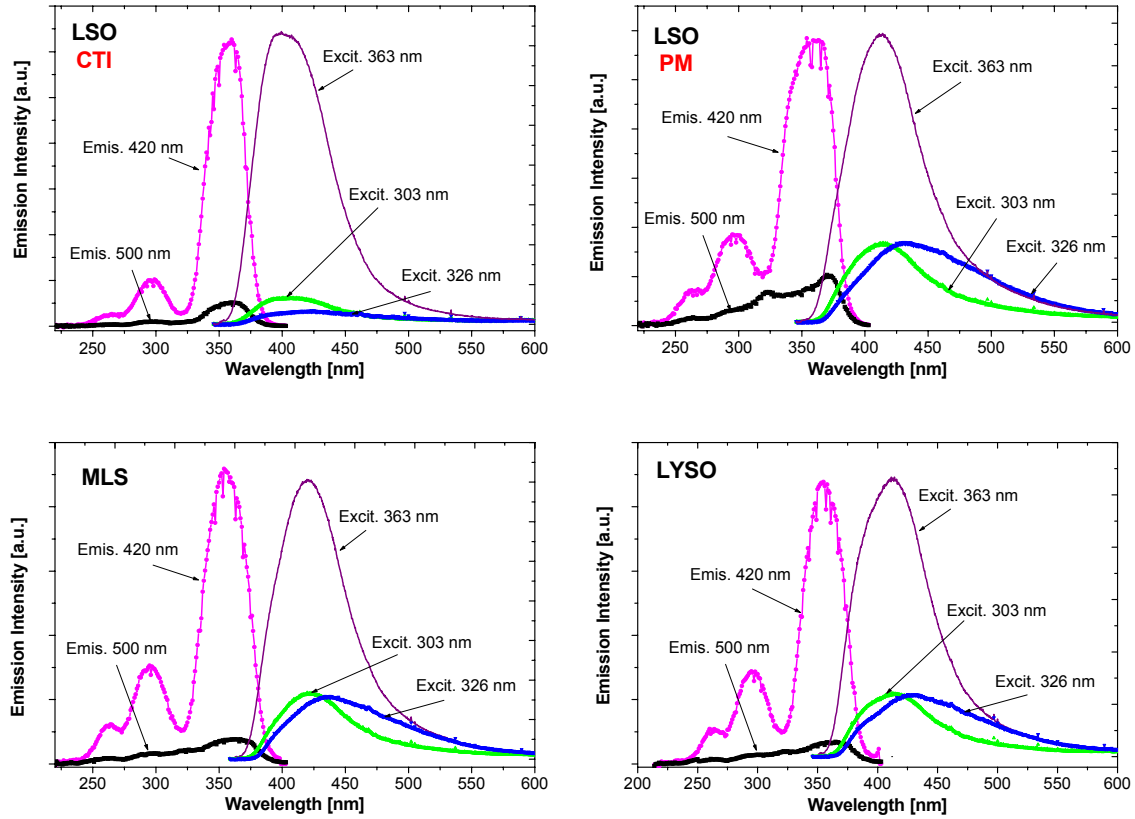 LSO
CTI
Excit. 363 nm
Emis. 420 nm
Excit. 303 nm
Emis. 500 nm
Excit. 326 nm
Emission Intensity [a.u.]
250 300 350 400 450 500 550 600
Wavelength [nm]
LSO
PM
Excit. 363 nm
Emis. 420 nm
Excit. 303 nm
Emis. 500 nm
Excit. 326 nm
Emission Intensity [a.u.]
250 300 350 400 450 500 550 600
Wavelength [nm]
MLS
Excit. 363 nm
Emis. 420 nm
Excit. 303 nm
Emis. 500 nm
Excit. 326 nm
Emission Intensity [a.u.]
250 300 350 400 450 500 550 600
Wavelength [nm]
LYSO
Excit. 363 nm
Emis. 420 nm
Excit. 303 nm
Emis. 500 nm
Excit. 326 nm
Emission Intensity [a.u.]
200 250 300 350 400 450 500 550 600
Wavelength [nm]